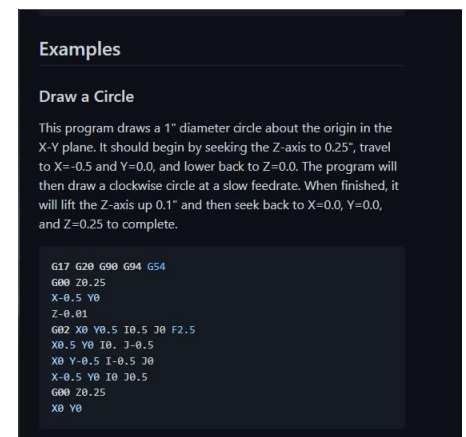 Examples
Draw a Circle
This program draws a 1" diameter circle about the origin in the
X-Y plane. It should begin by seeking the Z-axis to 0.25", travel
to X=-0.5 and Y=0.0, and lower back to Z=0.0. The program will
then draw a clockwise circle at a slow feedrate. When finished, it
will lift the Z-axis up 0.1" and then seek back to X=0.0, Y=0.0,
and Z=0.25 to complete.
G17 G20 G90 G94 G54
G00 Z0.25
X-0.5 Y0
Z-0.01
G02 X0 Y0.5 I0.5 J0 F2.5
X0.5 Y0 I0. J-0.5
X0 Y-0.5 I-0.5 J0
X-0.5 Y0 I0 J0.5
G00 Z0.25
X0 Y0